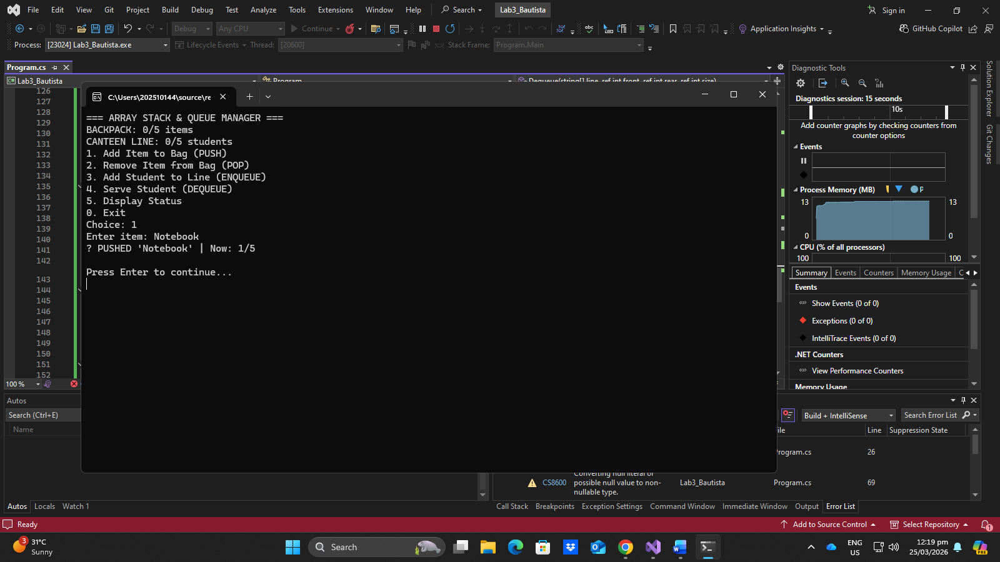 File Edit View Git Project Build Debug Test Analyze Tools Extensions Window Help Search Lab3_Bautista Sign in
Debug Any CPU Continue Application Insights GitHub Copilot
Process: [23024] Lab3_Bautista.exe Lifecycle Events Thread: [20600] Stack Frame: Program.Main
Program.cs
C# Lab3_Bautista Program Dequeue(string[] line, ref int front, ref int rear, ref int size)
126
127
128
129
130
131
132
133
134
135
136
137
138
139
140
141
142
143
144
145
146
147
148
149
150
151
152
100 %
C:\Users\202510144\source\re
=== ARRAY STACK & QUEUE MANAGER ===
BACKPACK: 0/5 items
CANTEEN LINE: 0/5 students
1. Add Item to Bag (PUSH)
2. Remove Item from Bag (POP)
3. Add Student to Line (ENQUEUE)
4. Serve Student (DEQUEUE)
5. Display Status
0. Exit
Choice: 1
Enter item: Notebook
? PUSHED 'Notebook' | Now: 1/5
Press Enter to continue...
Diagnostic Tools
Diagnostics session: 15 seconds
10s
Add counter graphs by checking counters from
counter options
Events
Process Memory (MB) P
13 13
0 0
CPU (% of all processors)
100 100
Summary Events Counters Memory Usage C
Events
Show Events (0 of 0)
Exceptions (0 of 0)
IntelliTrace Events (0 of 0)
.NET Counters
View Performance Counters
Memory Usage
Solution Explorer
Git Changes
Autos
Search (Ctrl+E)
Name
Autos Locals Watch 1
Build + IntelliSense Search Error List
ile Line Suppression State
rogram.cs 26
CS8600 Converting null literal or
possible null value to non-
nullable type. Lab3_Bautista Program.cs 69
Call Stack Breakpoints Exception Settings Command Window Immediate Window Output Error List
Ready Add to Source Control Select Repository 1
3 31°C
Sunny
Search
ENG
US
12:19 pm
25/03/2026
PRE